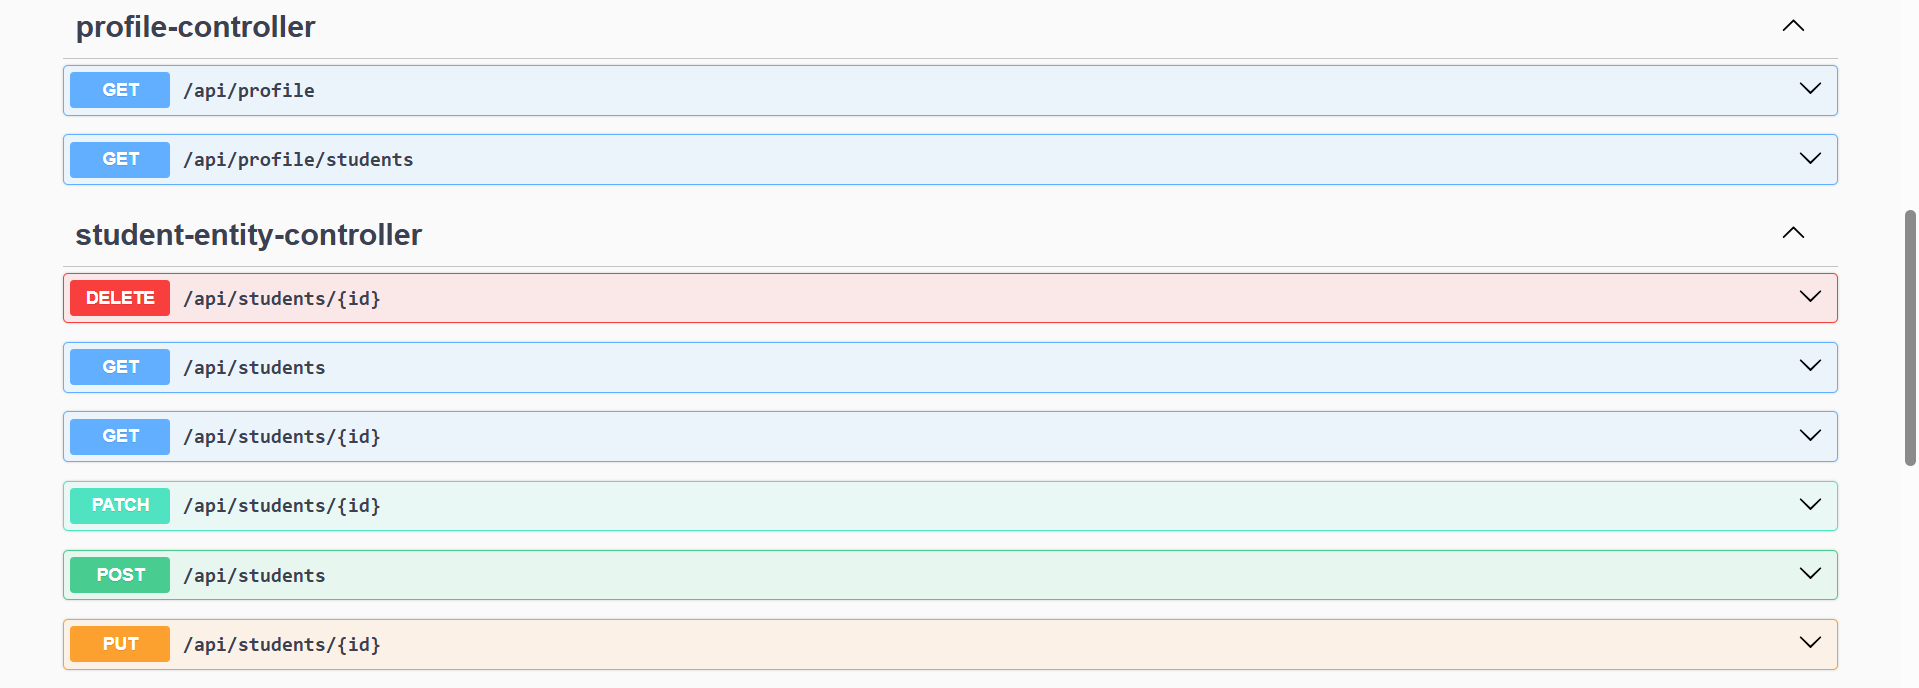 profile-controller
GET /api/profile
GET /api/profile/students
student-entity-controller
DELETE /api/students/{id}
GET /api/students
GET /api/students/{id}
PATCH /api/students/{id}
POST /api/students
PUT /api/students/{id}